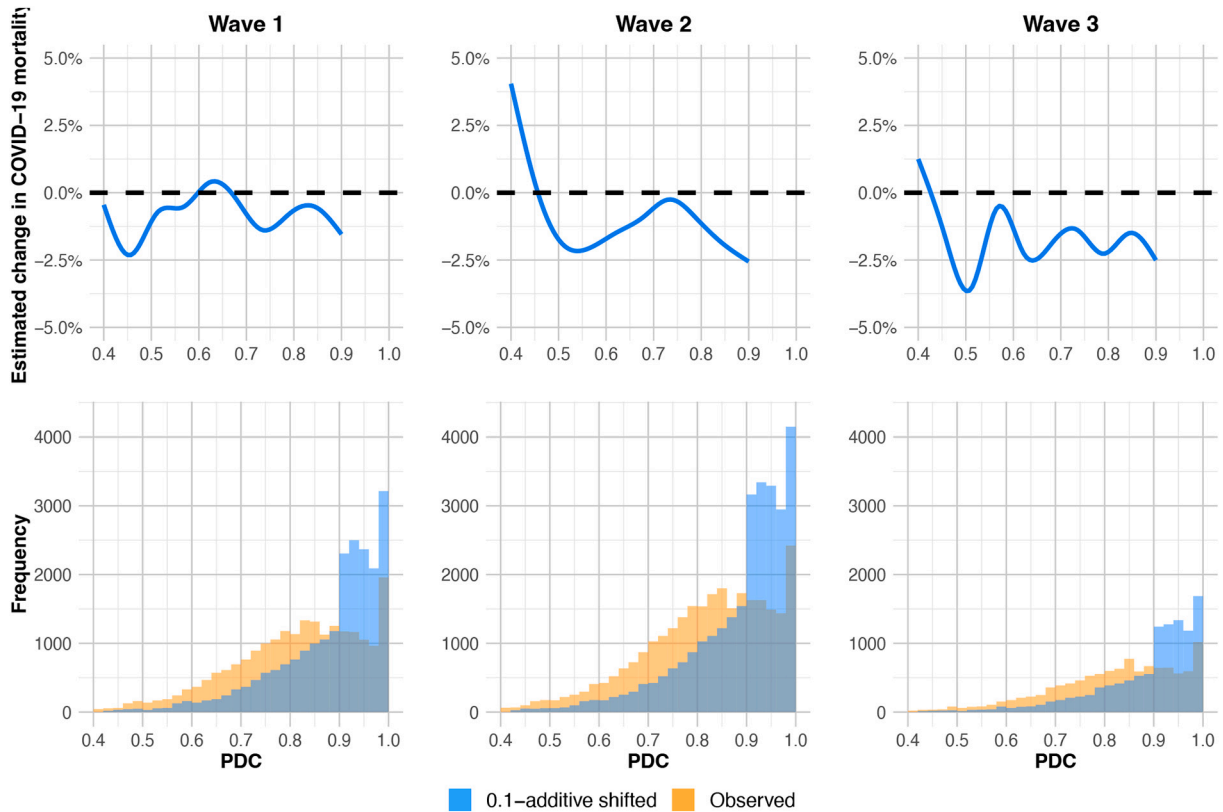 Wave 1
Wave 2
Wave 3
Estimated change in COVID−19 mortality
5.0%
2.5%
0.0%
−2.5%
−5.0%
0.4 0.5 0.6 0.7 0.8 0.9 1.0
5.0%
2.5%
0.0%
−2.5%
−5.0%
0.4 0.5 0.6 0.7 0.8 0.9 1.0
5.0%
2.5%
0.0%
−2.5%
−5.0%
0.4 0.5 0.6 0.7 0.8 0.9 1.0
Frequency
4000
3000
2000
1000
0
0.4 0.5 0.6 0.7 0.8 0.9 1.0
PDC
4000
3000
2000
1000
0
0.4 0.5 0.6 0.7 0.8 0.9 1.0
PDC
4000
3000
2000
1000
0
0.4 0.5 0.6 0.7 0.8 0.9 1.0
PDC
0.1−additive shifted
Observed